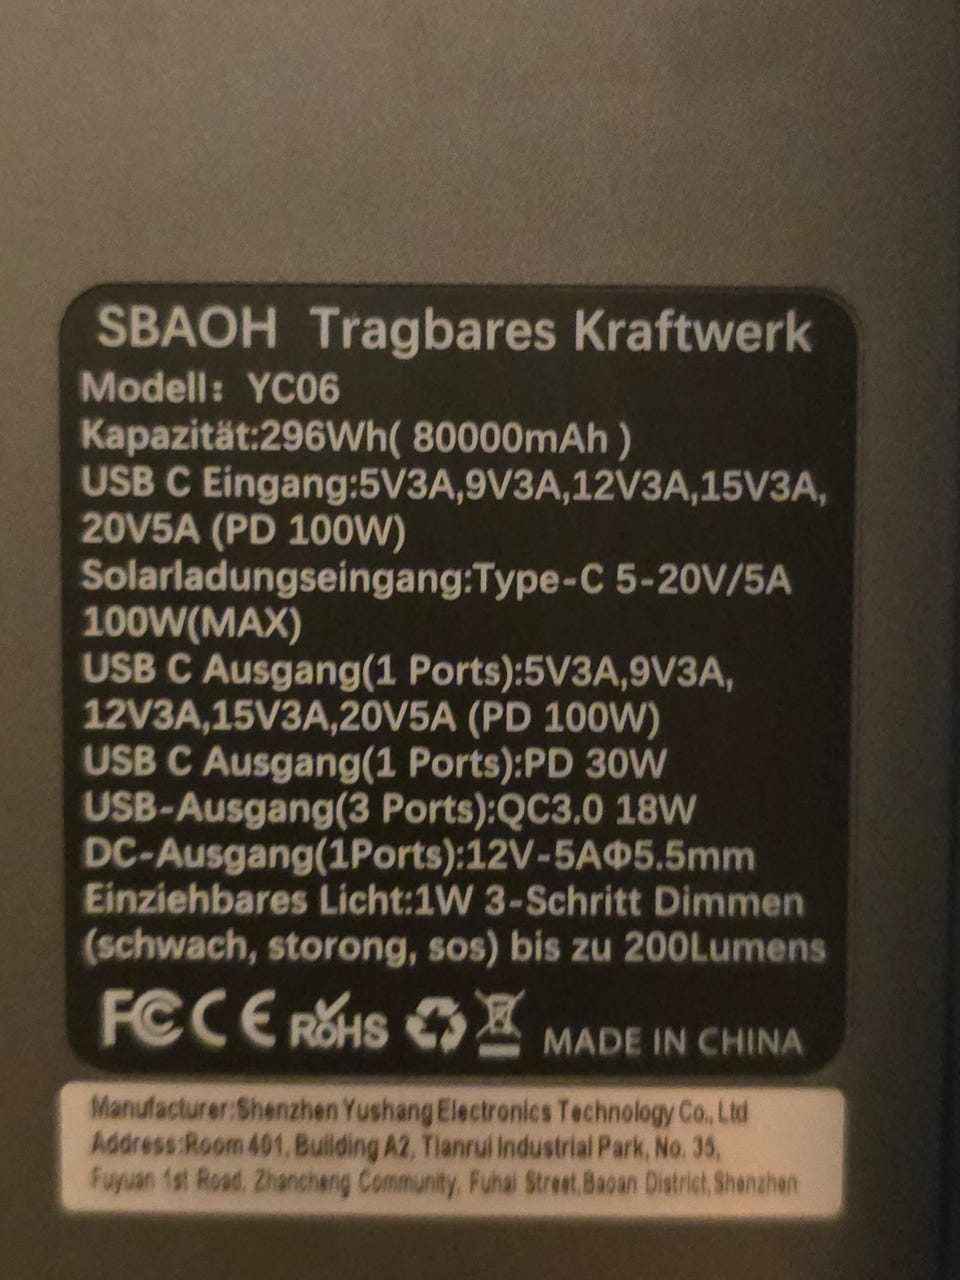 SBAOH Tragbares Kraftwerk
Modell: YC06
Kapazität:296Wh( 80000mAh )
USB C Eingang:5V3A,9V3A,12V3A,15V3A,
20V5A (PD 100W)
Solarladungseingang:Type-C 5-20V/5A
100W(MAX)
USB C Ausgang(1 Ports):5V3A,9V3A,
12V3A,15V3A,20V5A (PD 100W)
USB C Ausgang(1 Ports):PD 30W
USB-Ausgang(3 Ports):QC3.0 18W
DC-Ausgang(1Ports):12V-5AΦ5.5mm
Einziehbares Licht:1W 3-Schritt Dimmen
(schwach, storong, sos) bis zu 200Lumens
FC CE RoHS MADE IN CHINA
Manufacturer:Shenzhen Yushang Electronics Technology Co., Ltd
Address:Room 401, Building A2, Tianrui Industrial Park, No. 35,
Fuyuan 1st Road, Zhancheng Community, Fuhai Street,Baoan District,Shenzhen